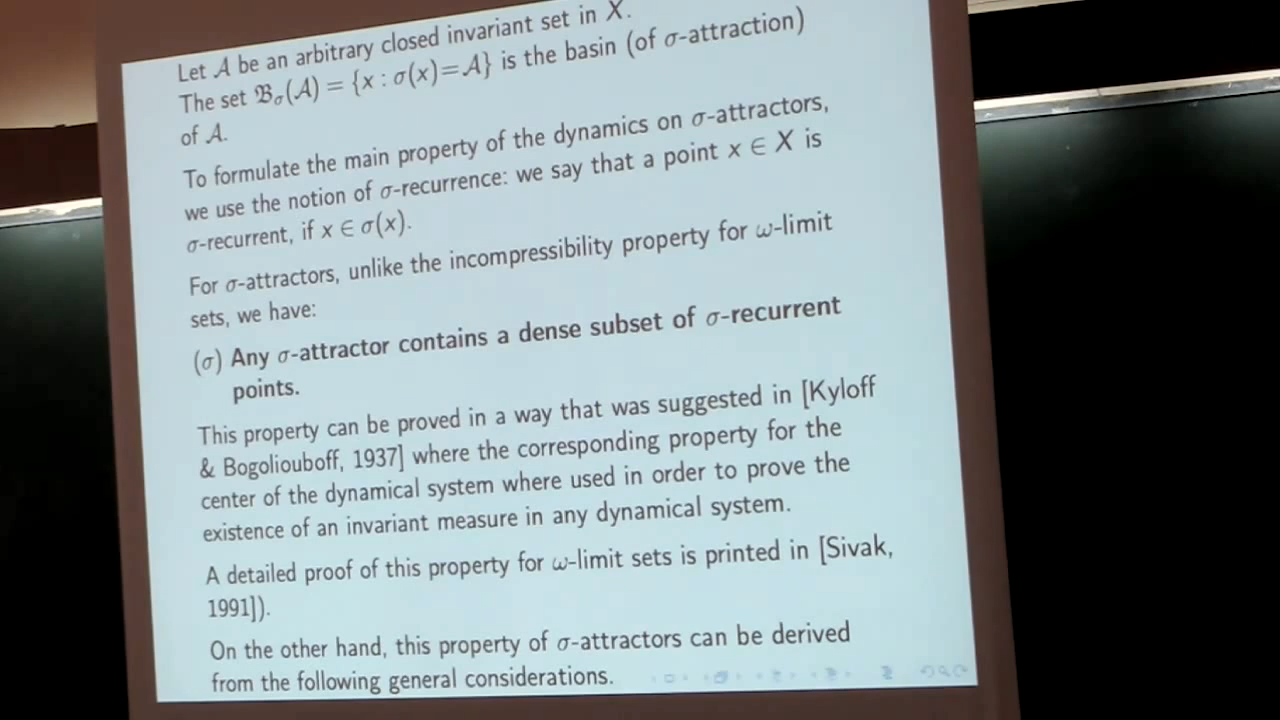 Let 𝒜 be an arbitrary closed invariant set in X.
The set 𝔅σ(𝒜) = {x : σ(x)=𝒜} is the basin (of σ-attraction)
of 𝒜.
To formulate the main property of the dynamics on σ-attractors,
we use the notion of σ-recurrence: we say that a point x ∈ X is
σ-recurrent, if x ∈ σ(x).
For σ-attractors, unlike the incompressibility property for ω-limit
sets, we have:
(σ) Any σ-attractor contains a dense subset of σ-recurrent
points.
This property can be proved in a way that was suggested in [Kyloff
& Bogoliouboff, 1937] where the corresponding property for the
center of the dynamical system where used in order to prove the
existence of an invariant measure in any dynamical system.
A detailed proof of this property for ω-limit sets is printed in [Sivak,
1991]).
On the other hand, this property of σ-attractors can be derived
from the following general considerations.